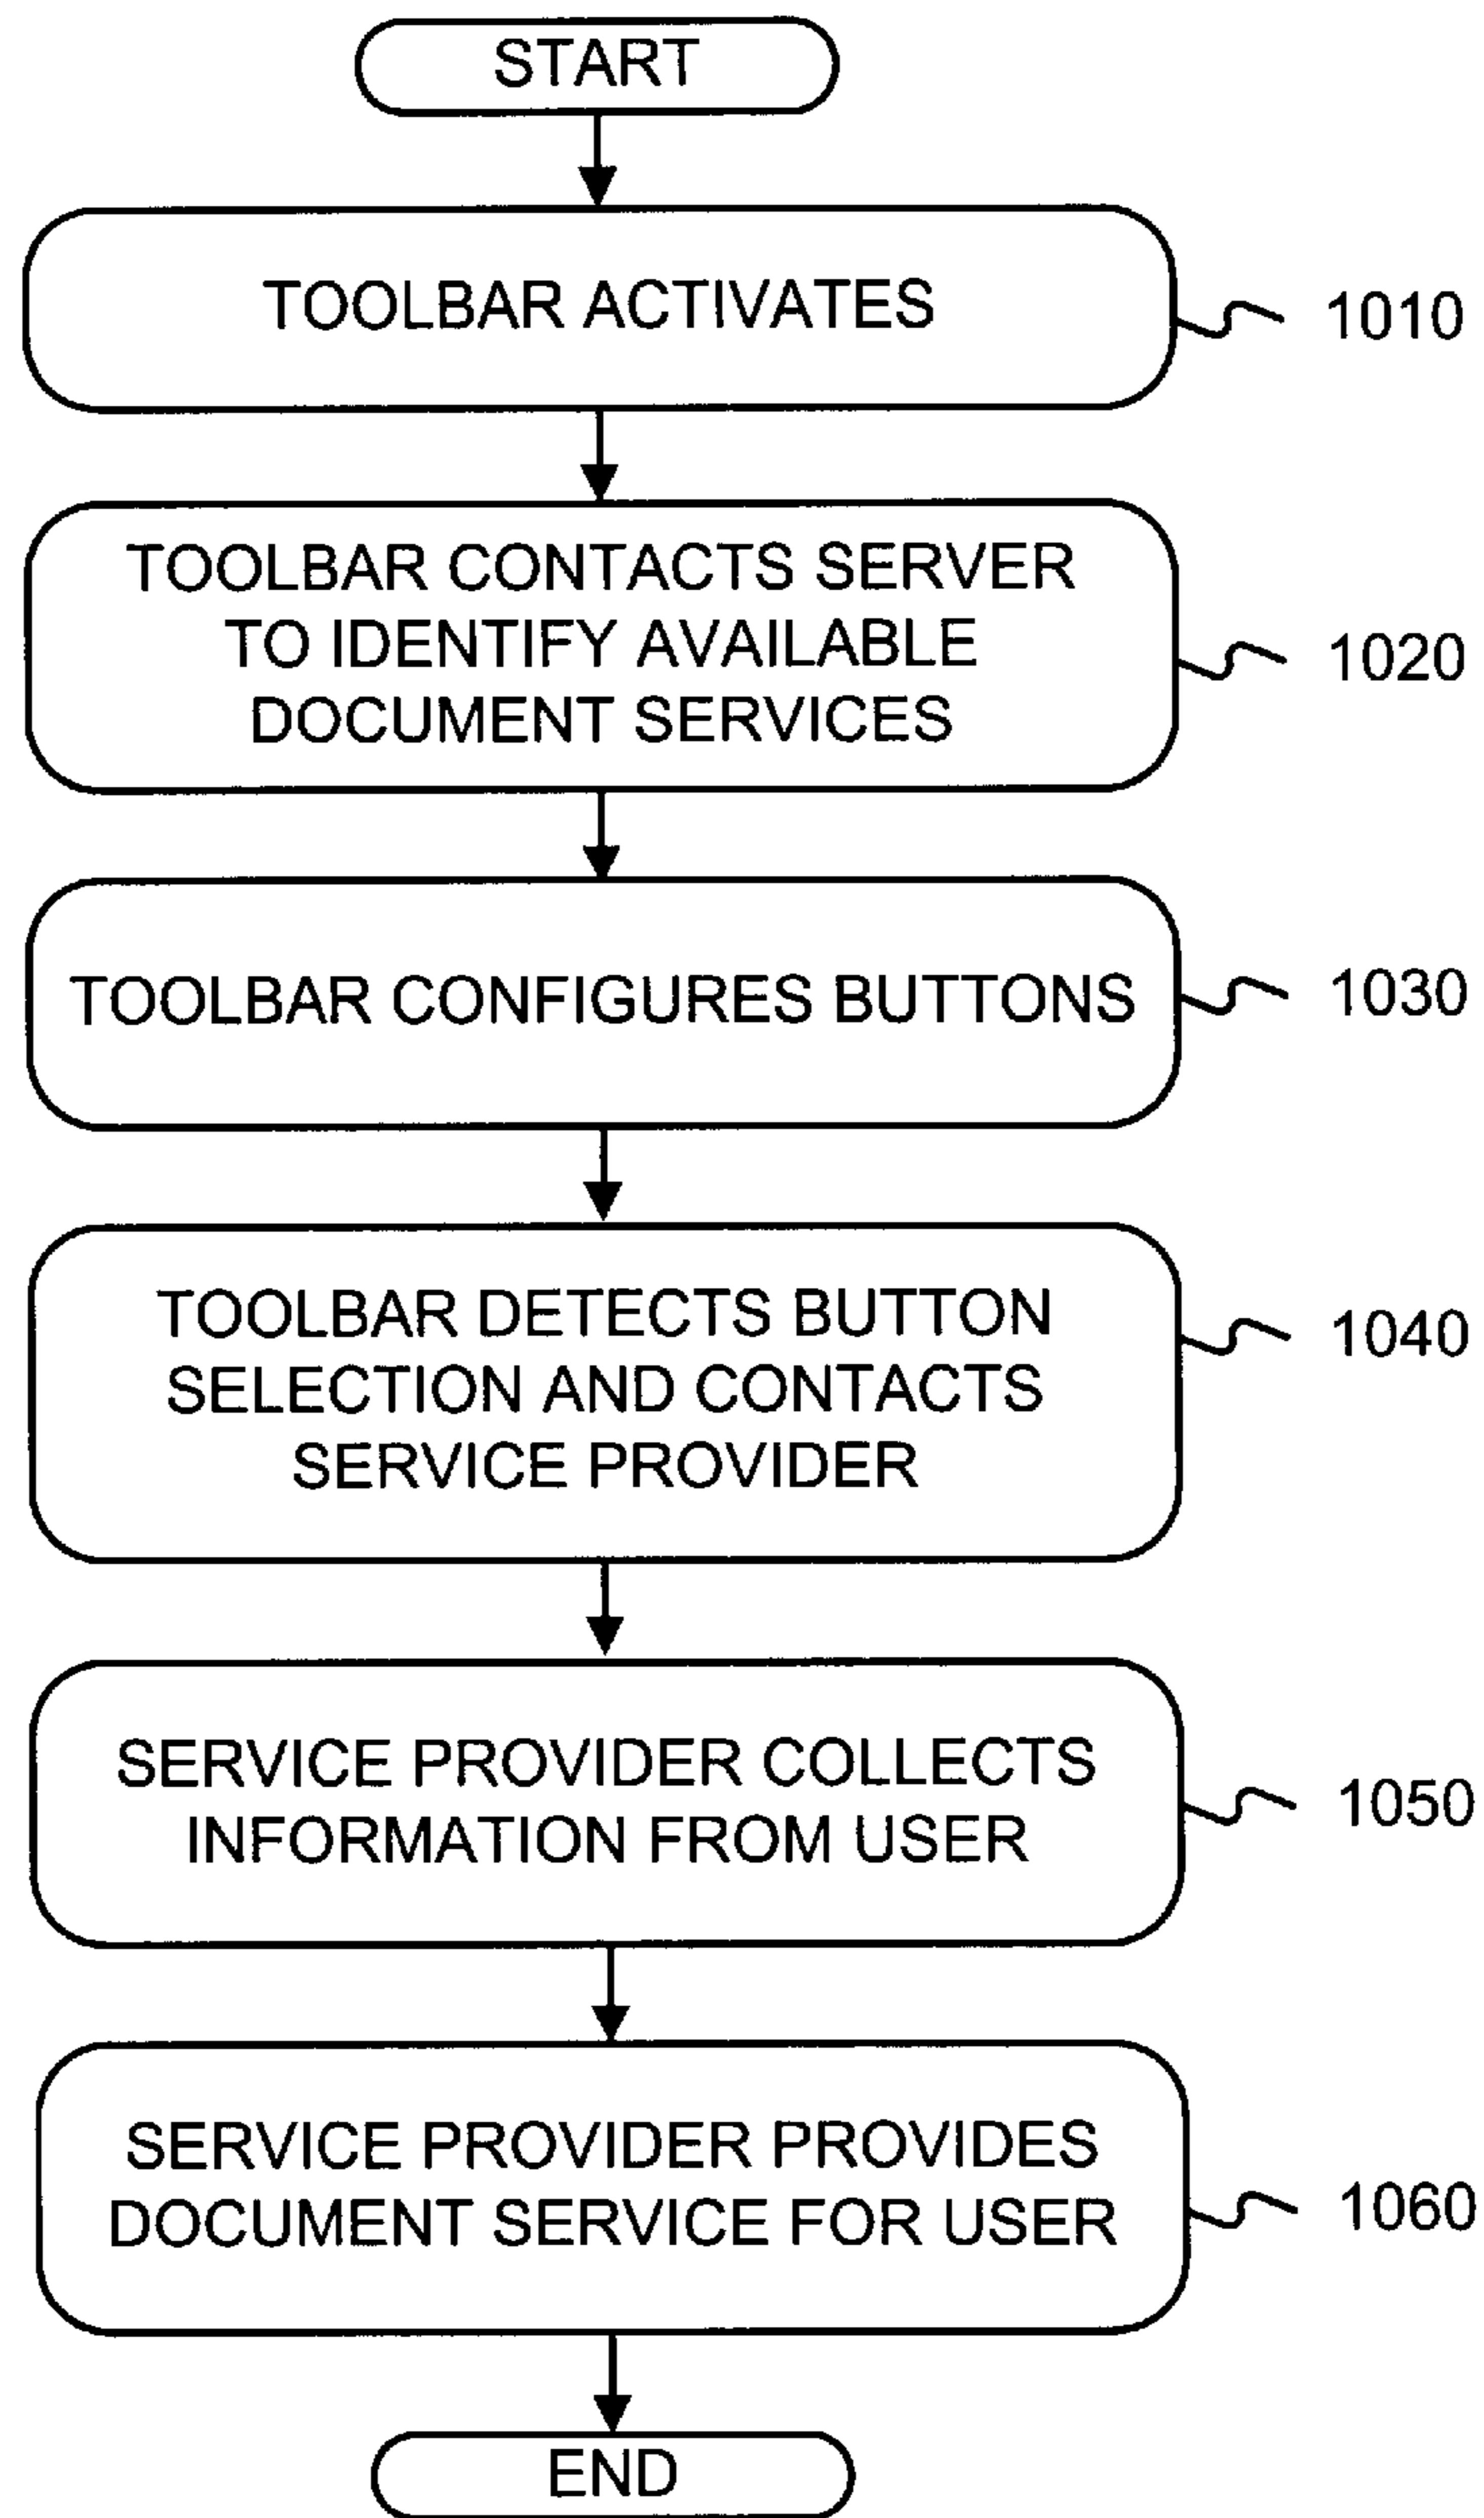 START
TOOLBAR ACTIVATES
1010
TOOLBAR CONTACTS SERVER
TO IDENTIFY AVAILABLE
DOCUMENT SERVICES
1020
TOOLBAR CONFIGURES BUTTONS
1030
TOOLBAR DETECTS BUTTON
SELECTION AND CONTACTS
SERVICE PROVIDER
1040
SERVICE PROVIDER COLLECTS
INFORMATION FROM USER
1050
SERVICE PROVIDER PROVIDES
DOCUMENT SERVICE FOR USER
1060
END